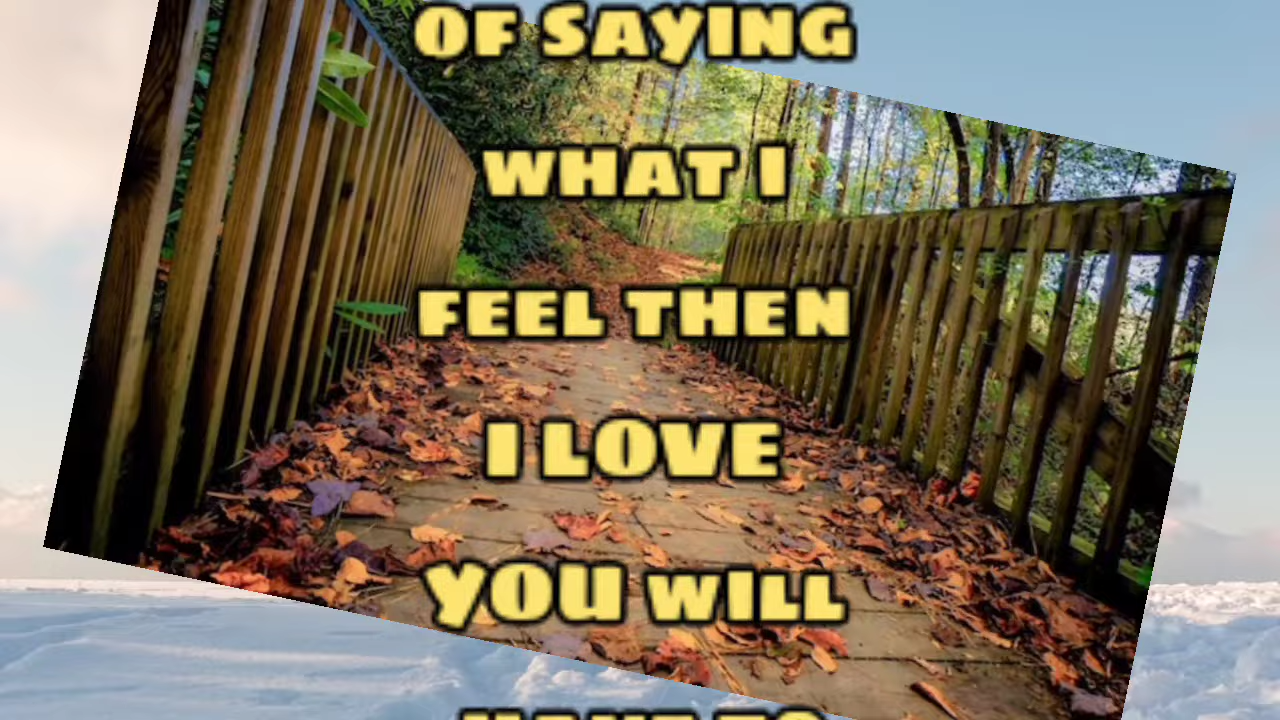 OF SAYING
WHAT I
FEEL THEN
I LOVE
YOU WILL